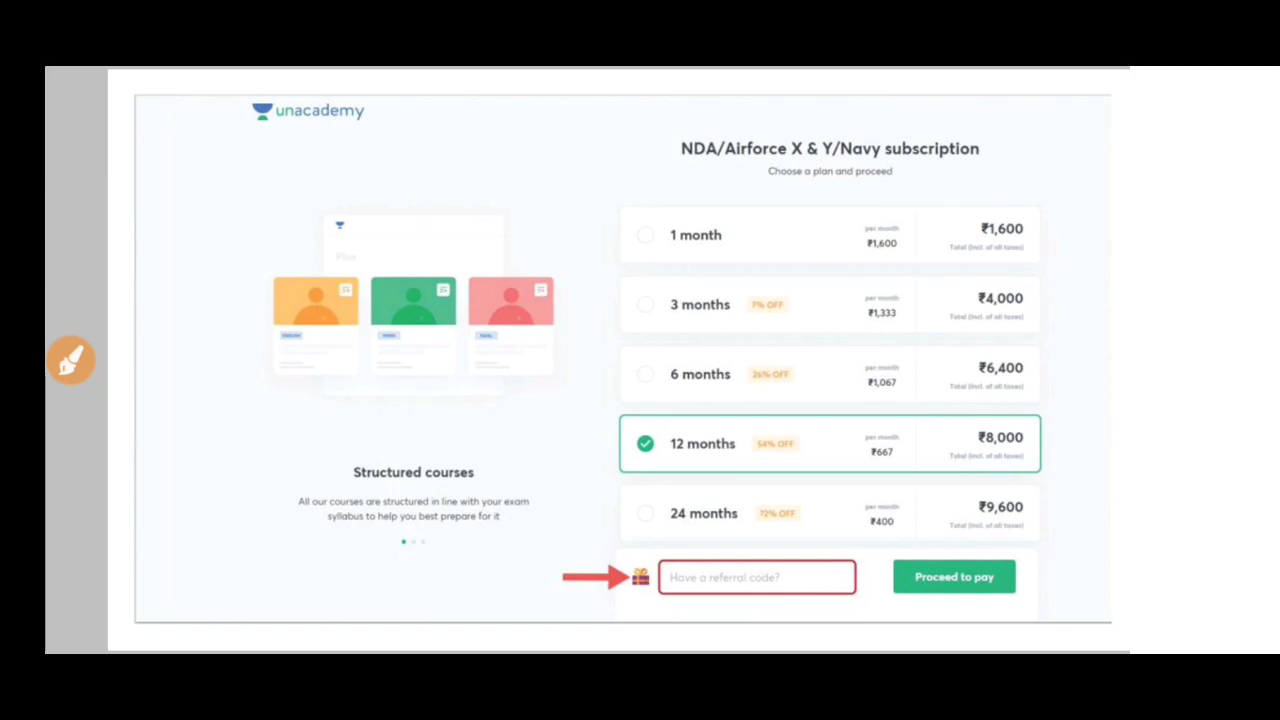 unacademy
NDA/Airforce X & Y/Navy subscription
Choose a plan and proceed
1 month
per month
₹1,600
₹1,600
Total (Incl. of all taxes)
3 months
7% OFF
per month
₹1,333
₹4,000
Total (Incl. of all taxes)
6 months
26% OFF
per month
₹1,067
₹6,400
Total (Incl. of all taxes)
12 months
54% OFF
per month
₹667
₹8,000
Total (Incl. of all taxes)
24 months
72% OFF
per month
₹400
₹9,600
Total (Incl. of all taxes)
Plus
Structured courses
All our courses are structured in line with your exam
syllabus to help you best prepare for it
Have a referral code?
Proceed to pay